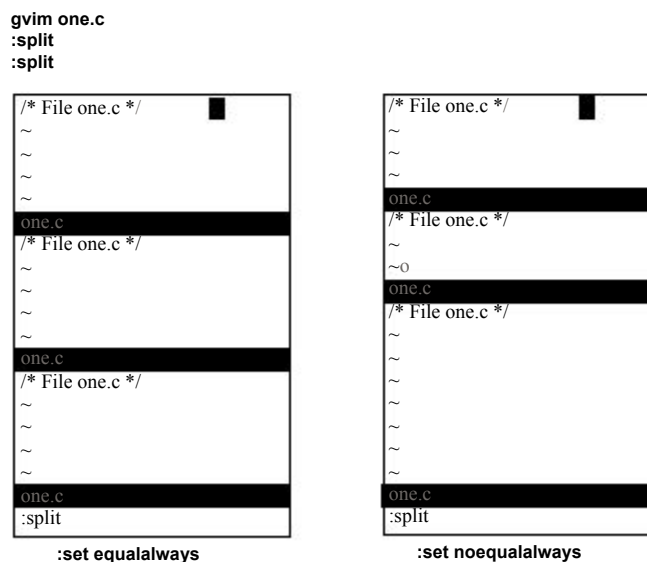 gvim one.c
:split
:split
/* File one.c */
~
~
~
~
one.c
/* File one.c */
~
~
~
~
one.c
/* File one.c */
~
~
~
~
one.c
:split
:set equalalways
/* File one.c */
~
~
~
one.c
/* File one.c */
~
~o
one.c
/* File one.c */
~
~
~
~
~
~
~
one.c
:split
:set noequalalways